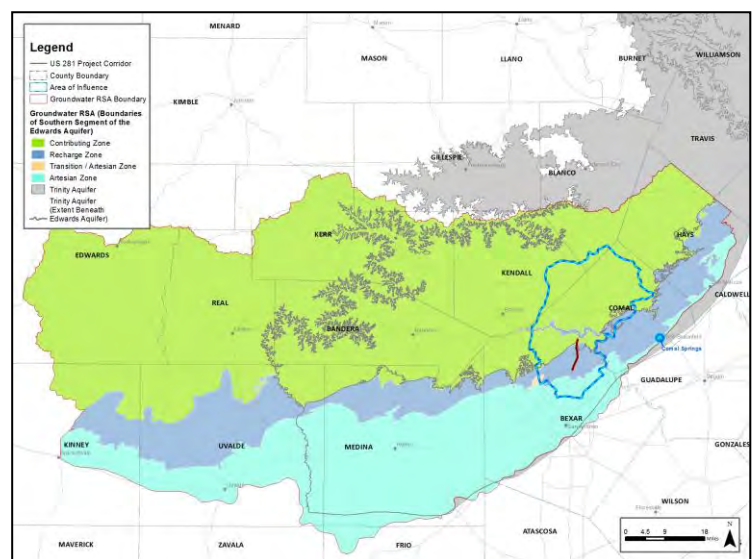 Legend
US 281 Project Corridor
County Boundary
Area of Influence
Groundwater RSA Boundary
Groundwater RSA (Boundaries
of Southern Segment of the
Edwards Aquifer)
Contributing Zone
Recharge Zone
Transition / Artesian Zone
Artesian Zone
Trinity Aquifer
Trinity Aquifer
(Extent Beneath
Edwards Aquifer)
MENARD
MASON
LLANO
BURNET
WILLIAMSON
KIMBLE
TRAVIS
GILLESPIE
BLANCO
KERR
HAYS
EDWARDS
KENDALL
REAL
COMAL
CALDWELL
BANDERA
Comal Springs
GUADALUPE
BEXAR
KINNEY
UVALDE
MEDINA
GONZALES
WILSON
ATASCOSA
MAVERICK
ZAVALA
FRIO
0 4.5 9 18
N